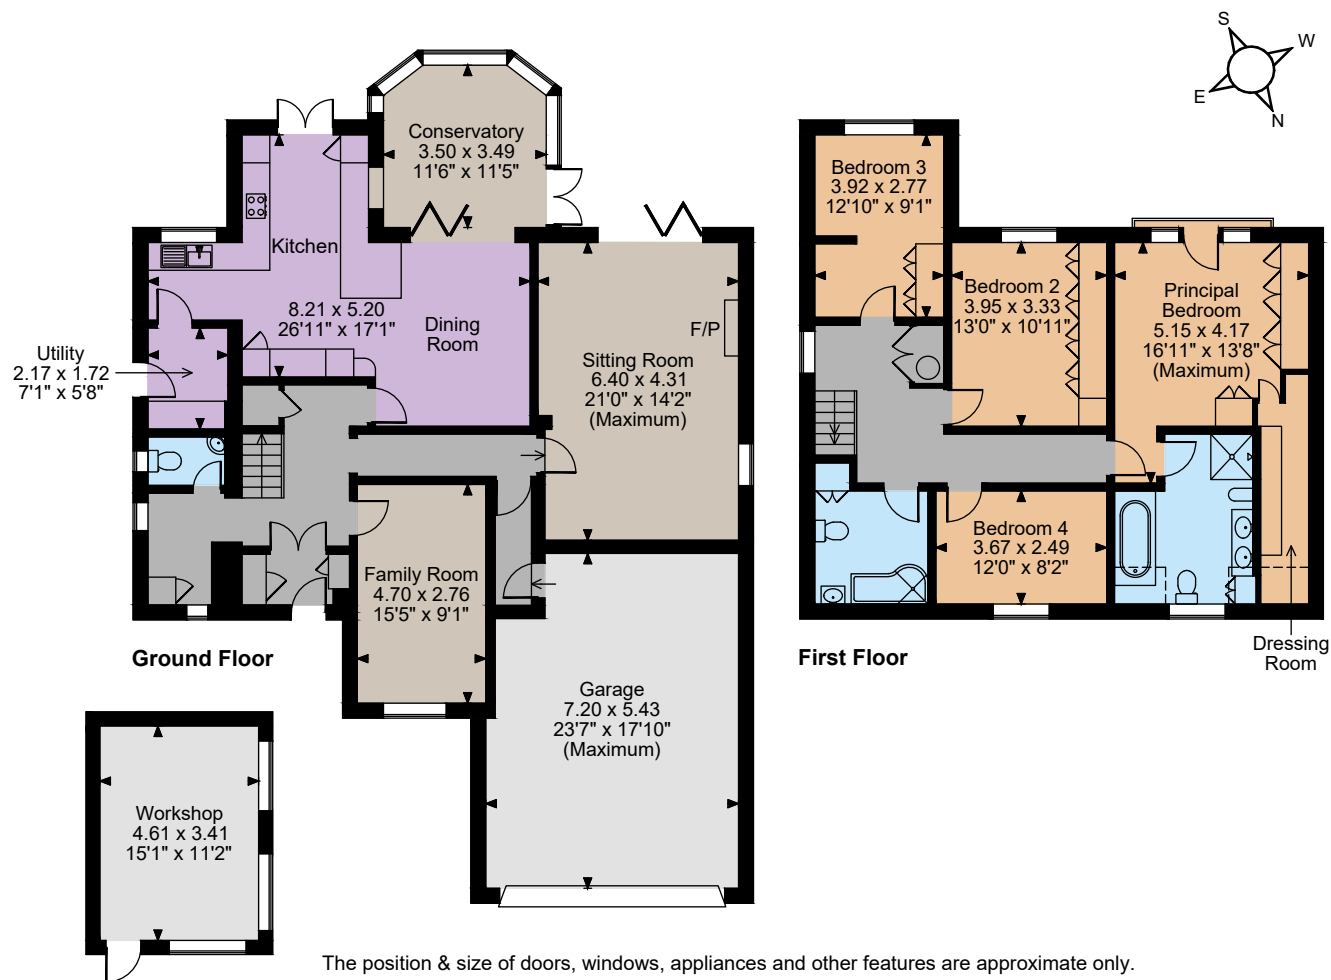 S
W
E
N
Conservatory
3.50 x 3.49
11'6" x 11'5"
Kitchen
8.21 x 5.20
26'11" x 17'1"
Dining
Room
Utility
2.17 x 1.72
7'1" x 5'8"
F/P
Sitting Room
6.40 x 4.31
21'0" x 14'2"
(Maximum)
Family Room
4.70 x 2.76
15'5" x 9'1"
Ground Floor
Garage
7.20 x 5.43
23'7" x 17'10"
(Maximum)
Workshop
4.61 x 3.41
15'1" x 11'2"
Bedroom 3
3.92 x 2.77
12'10" x 9'1"
Bedroom 2
3.95 x 3.33
13'0" x 10'11"
Principal
Bedroom
5.15 x 4.17
16'11" x 13'8"
(Maximum)
Bedroom 4
3.67 x 2.49
12'0" x 8'2"
Dressing
Room
First Floor
The position & size of doors, windows, appliances and other features are approximate only.